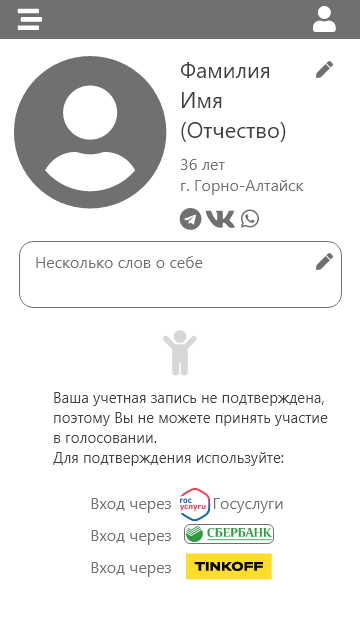 Фамилия
Имя
(Отчество)
36 лет
г. Горно-Алтайск
Несколько слов о себе
Ваша учетная запись не подтверждена,
поэтому Вы не можете принять участие
в голосовании.
Для подтверждения используйте:
Вход через гос услуги Госуслуги
Вход через СБЕРБАНК
Вход через TINKOFF